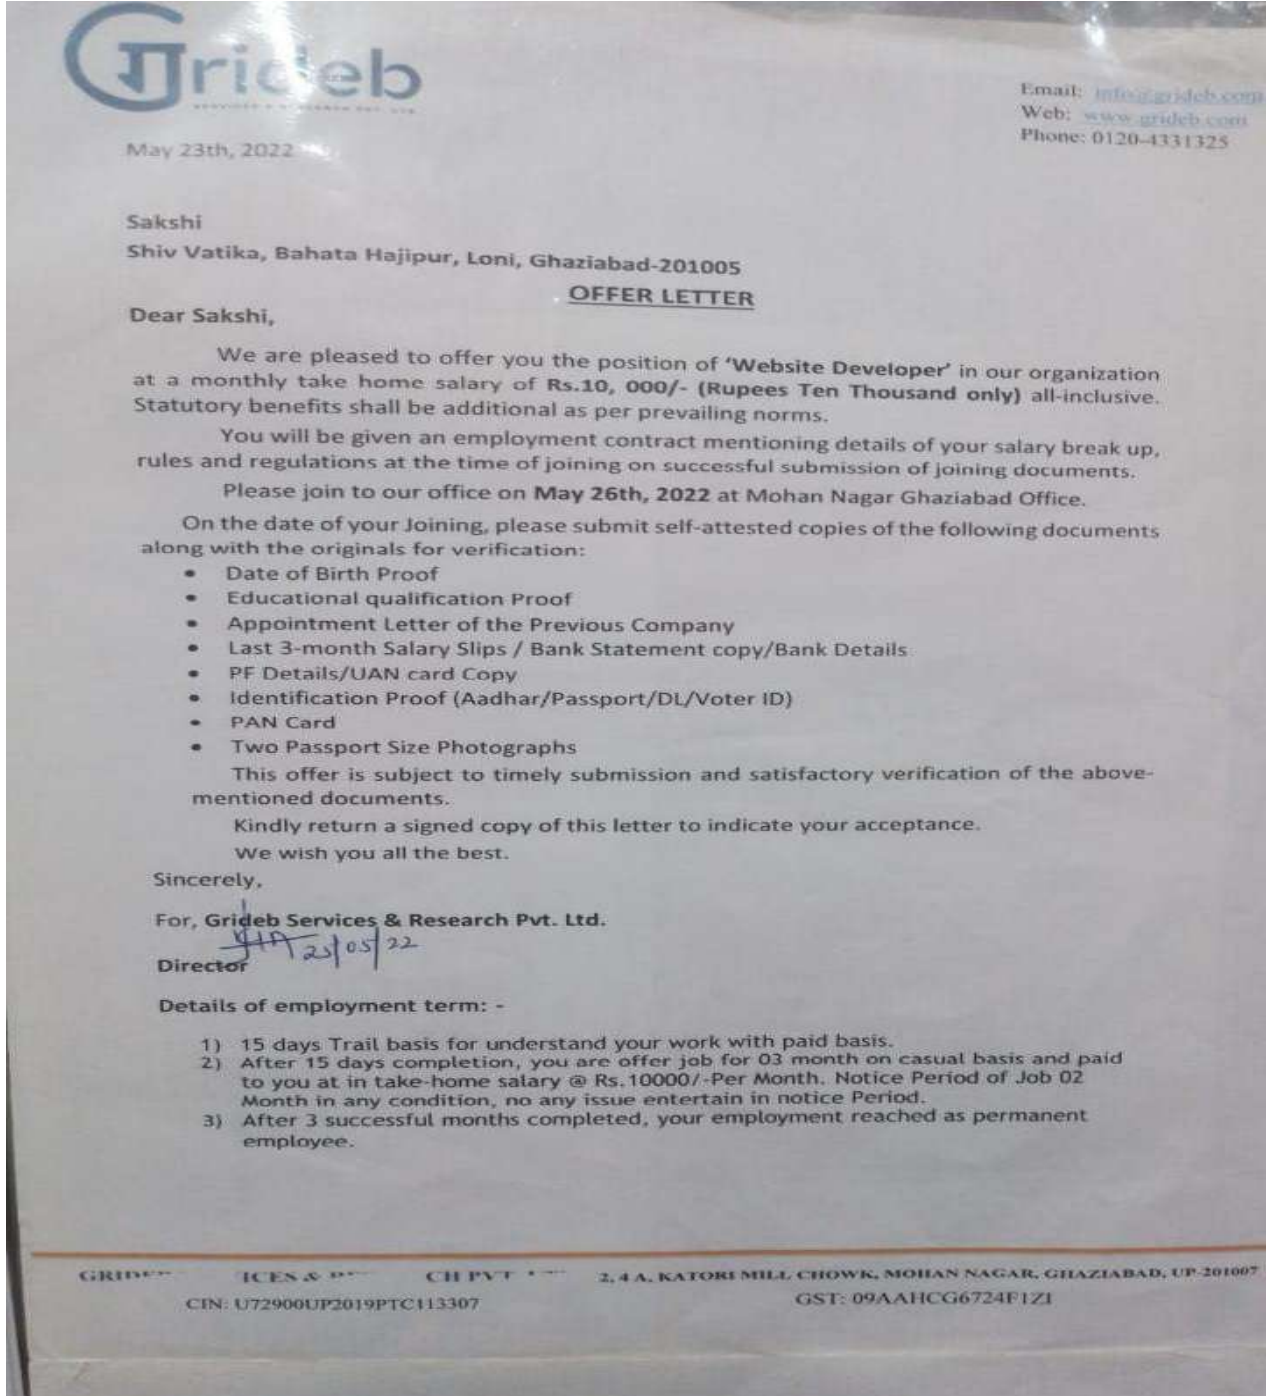 Grideb
Email: info@grideb.com
Web: www.grideb.com
Phone: 0120-4331325
May 23th, 2022
Sakshi
Shiv Vatika, Bahata Hajipur, Loni, Ghaziabad-201005
OFFER LETTER
Dear Sakshi,
We are pleased to offer you the position of 'Website Developer' in our organization
at a monthly take home salary of Rs.10, 000/- (Rupees Ten Thousand only) all-inclusive.
Statutory benefits shall be additional as per prevailing norms.
You will be given an employment contract mentioning details of your salary break up,
rules and regulations at the time of joining on successful submission of joining documents.
Please join to our office on May 26th, 2022 at Mohan Nagar Ghaziabad Office.
On the date of your Joining, please submit self-attested copies of the following documents
along with the originals for verification:
• Date of Birth Proof
• Educational qualification Proof
• Appointment Letter of the Previous Company
• Last 3-month Salary Slips / Bank Statement copy/Bank Details
• PF Details/UAN card Copy
• Identification Proof (Aadhar/Passport/DL/Voter ID)
• PAN Card
• Two Passport Size Photographs
This offer is subject to timely submission and satisfactory verification of the above-
mentioned documents.
Kindly return a signed copy of this letter to indicate your acceptance.
We wish you all the best.
Sincerely,
For, Grideb Services & Research Pvt. Ltd.
25/05/22
Director
Details of employment term: -
1) 15 days Trail basis for understand your work with paid basis.
2) After 15 days completion, you are offer job for 03 month on casual basis and paid
to you at in take-home salary @ Rs.10000/-Per Month. Notice Period of Job 02
Month in any condition, no any issue entertain in notice Period.
3) After 3 successful months completed, your employment reached as permanent
employee.
2, 4 A, KATORI MILL CHOWK, MOHAN NAGAR, GHAZIABAD, UP-201007
CIN: U72900UP2019PTC113307
GST: 09AAHCG6724F1ZI